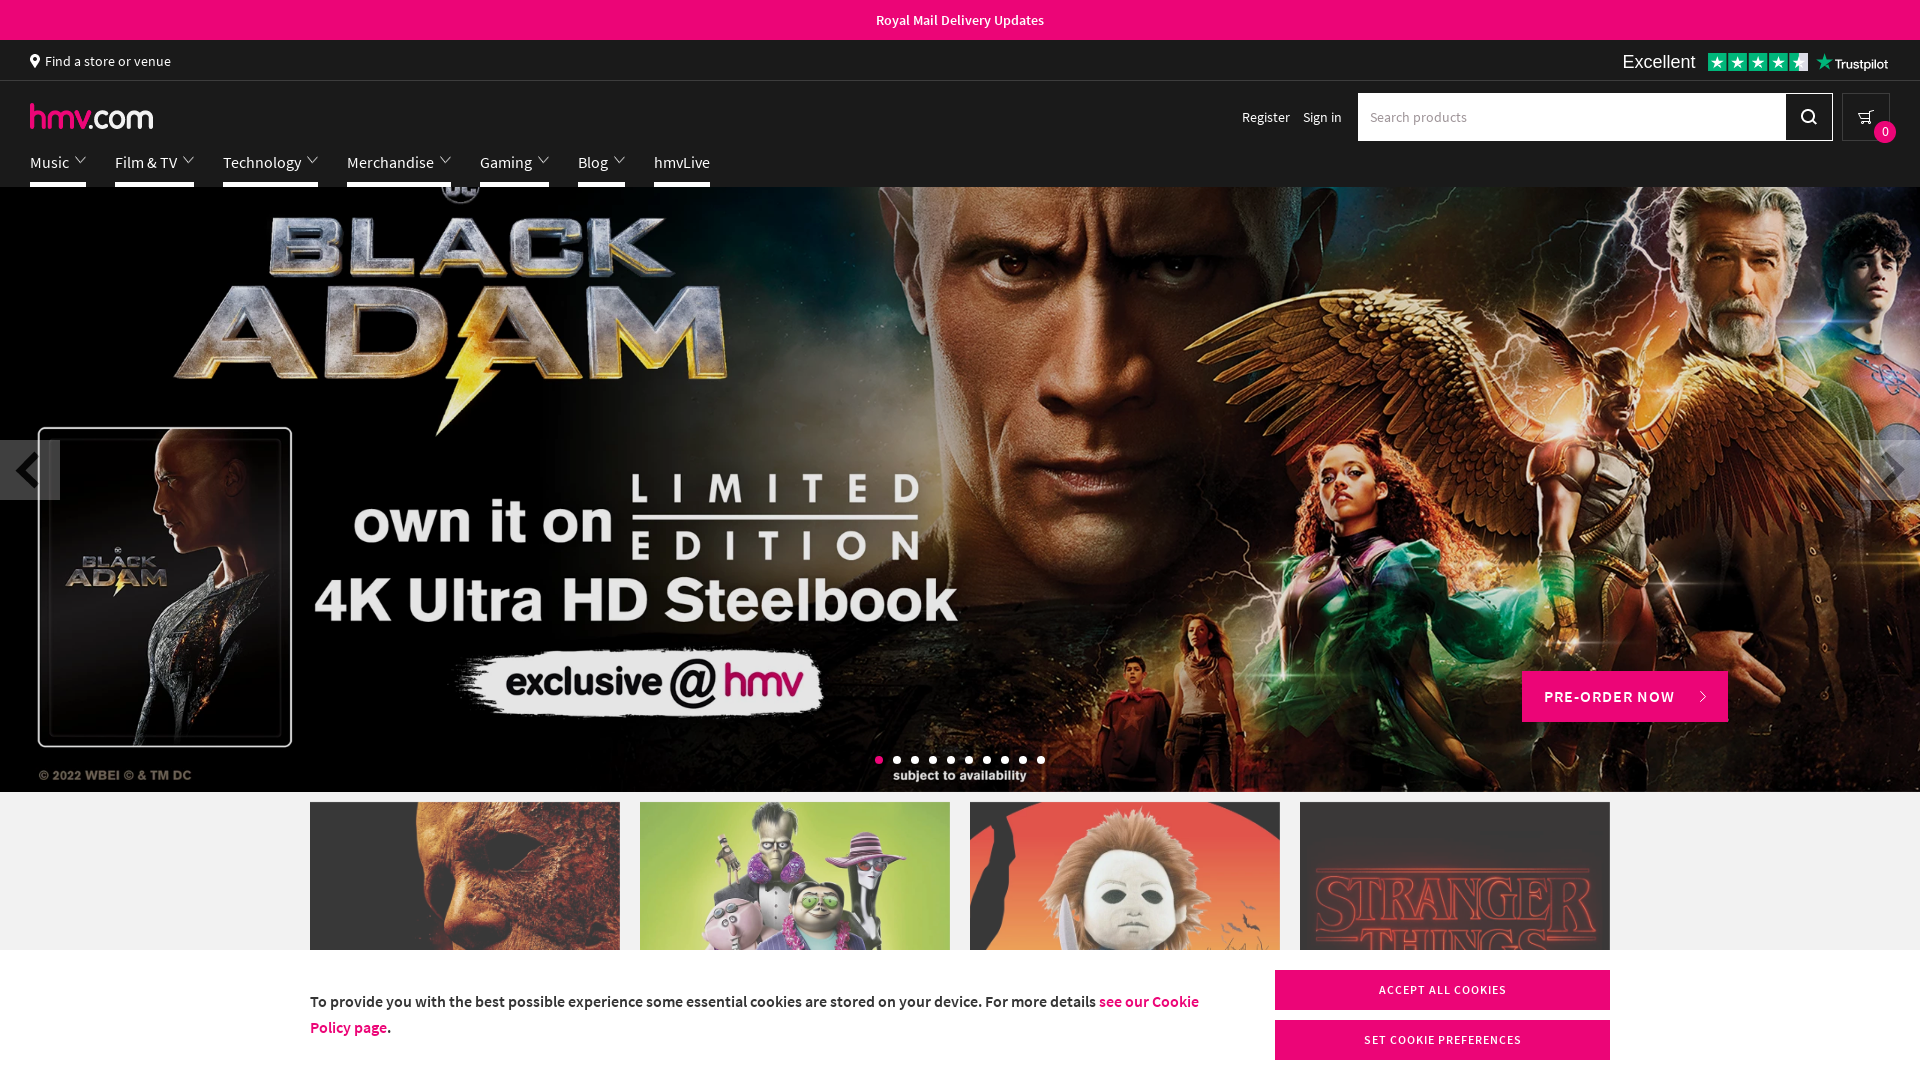 Royal Mail Delivery Updates
Find a store or venue
Excellent
Trustpilot
hmv.com
Register
Sign in
Search products
0
Music
Film & TV
Technology
Merchandise
Gaming
Blog
hmvLive
DC
BLACK
ADAM
own it on
LIMITED
EDITION
4K Ultra HD Steelbook
exclusive @ hmv
BLACK
ADAM
PRE-ORDER NOW
© 2022 WBEI © & TM DC
subject to availability
STRANGER
THINGS
To provide you with the best possible experience some essential cookies are stored on your device. For more details see our Cookie
Policy page.
ACCEPT ALL COOKIES
SET COOKIE PREFERENCES